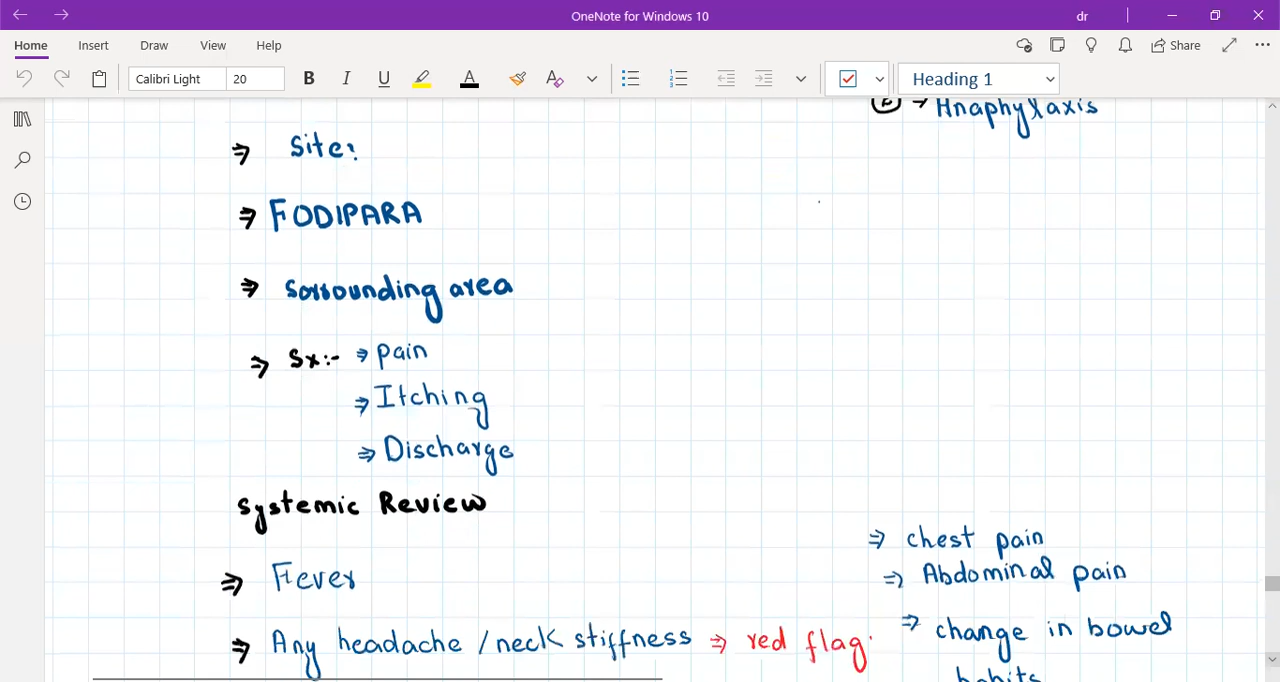 OneNote for Windows 10
dr
Home Insert Draw View Help
Share
Calibri Light 20 B I U A Heading 1
Anaphylaxis
⇒ Site:
⇒ FODIPARA
⇒ Sorrounding area
⇒ Sx:- ⇒ Pain
⇒ Itching
⇒ Discharge
Systemic Review
⇒ chest pain
⇒ Abdominal pain
⇒ Fever
⇒ change in bowel
habits
⇒ Any headache / neck stiffness ⇒ red flag.